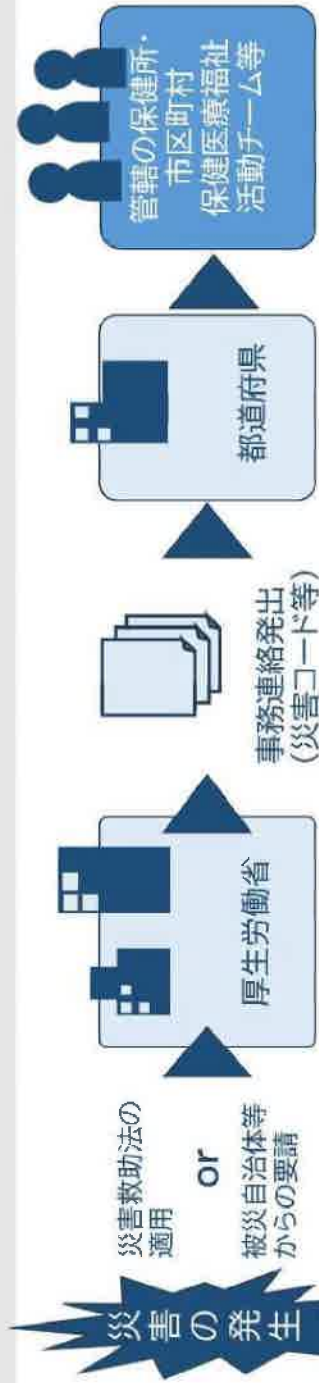 災害の発生
災害救助法の
適用
or
被災自治体等
からの要請
厚生労働省
事務連絡発出
（災害コード等）
都道府県
管轄の保健所・
市区町村
保健医療福祉
活動チーム等